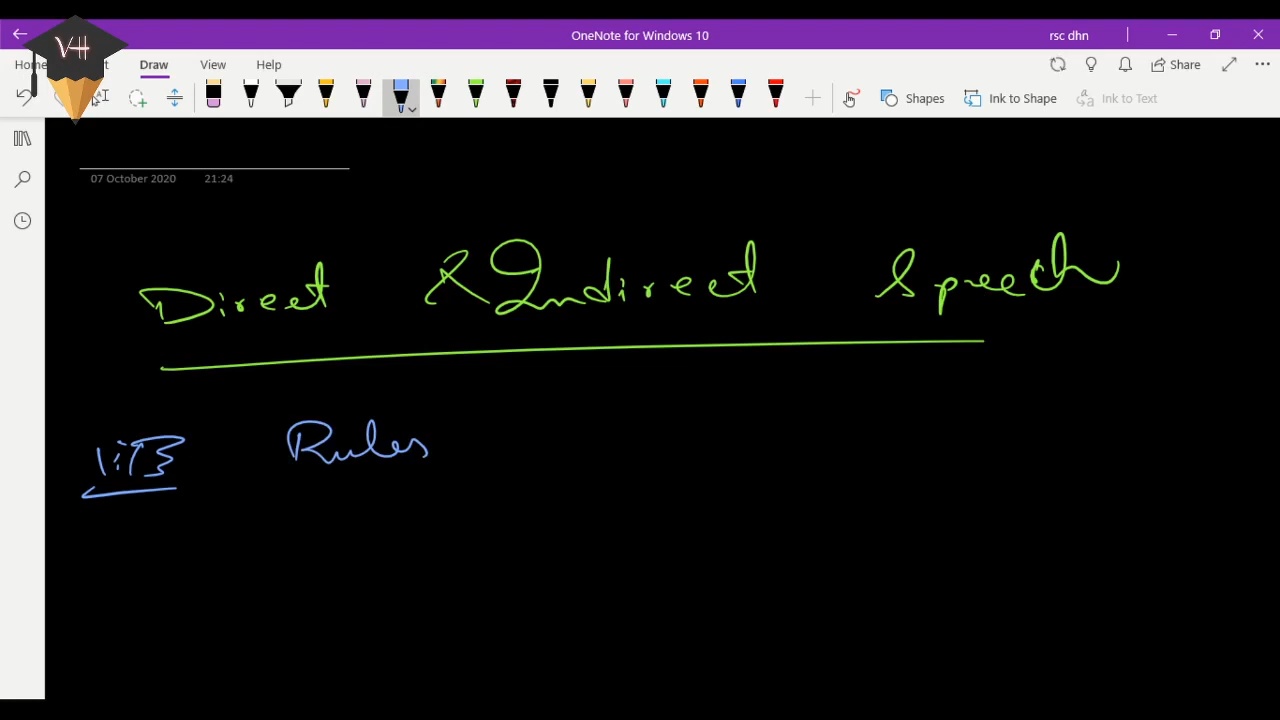 OneNote for Windows 10
rsc dhn
VH
Draw View Help
Share
Shapes Ink to Shape Ink to Text
07 October 2020 21:24
Direct & Indirect Speech
Rules